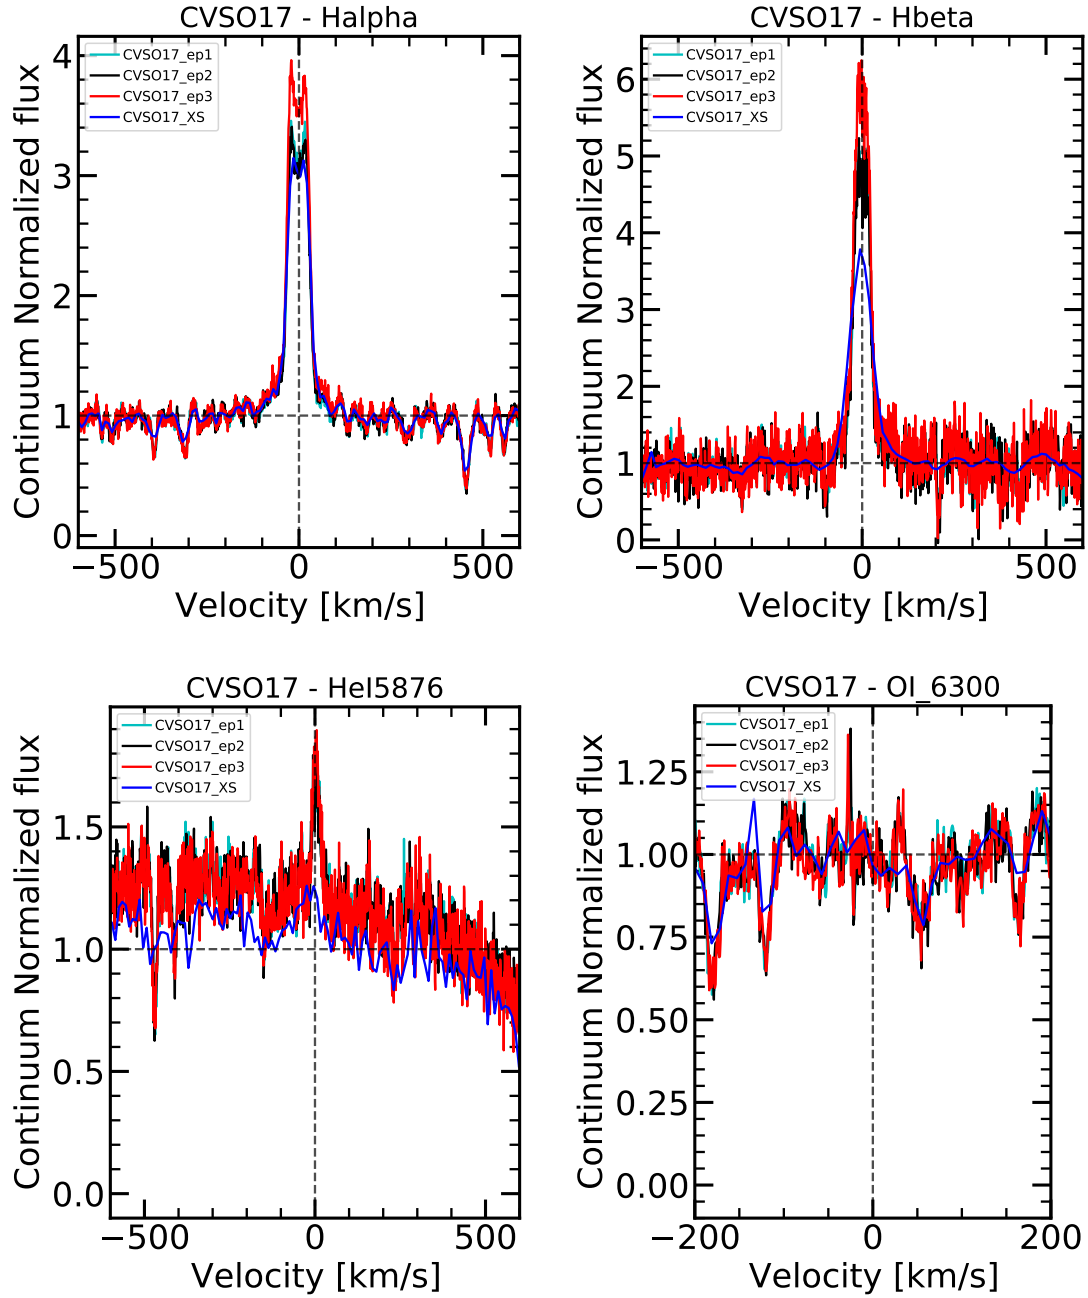 CVSO17 - Halpha
CVSO17_ep1
CVSO17_ep2
CVSO17_ep3
CVSO17_XS
Continuum Normalized flux
4
3
2
1
0
−500
0
500
Velocity [km/s]
CVSO17 - Hbeta
CVSO17_ep1
CVSO17_ep2
CVSO17_ep3
CVSO17_XS
Continuum Normalized flux
6
5
4
3
2
1
0
−500
0
500
Velocity [km/s]
CVSO17 - HeI5876
CVSO17_ep1
CVSO17_ep2
CVSO17_ep3
CVSO17_XS
Continuum Normalized flux
1.5
1.0
0.5
0.0
−500
0
500
Velocity [km/s]
CVSO17 - OI_6300
CVSO17_ep1
CVSO17_ep2
CVSO17_ep3
CVSO17_XS
Continuum Normalized flux
1.25
1.00
0.75
0.50
0.25
0.00
−200
0
200
Velocity [km/s]